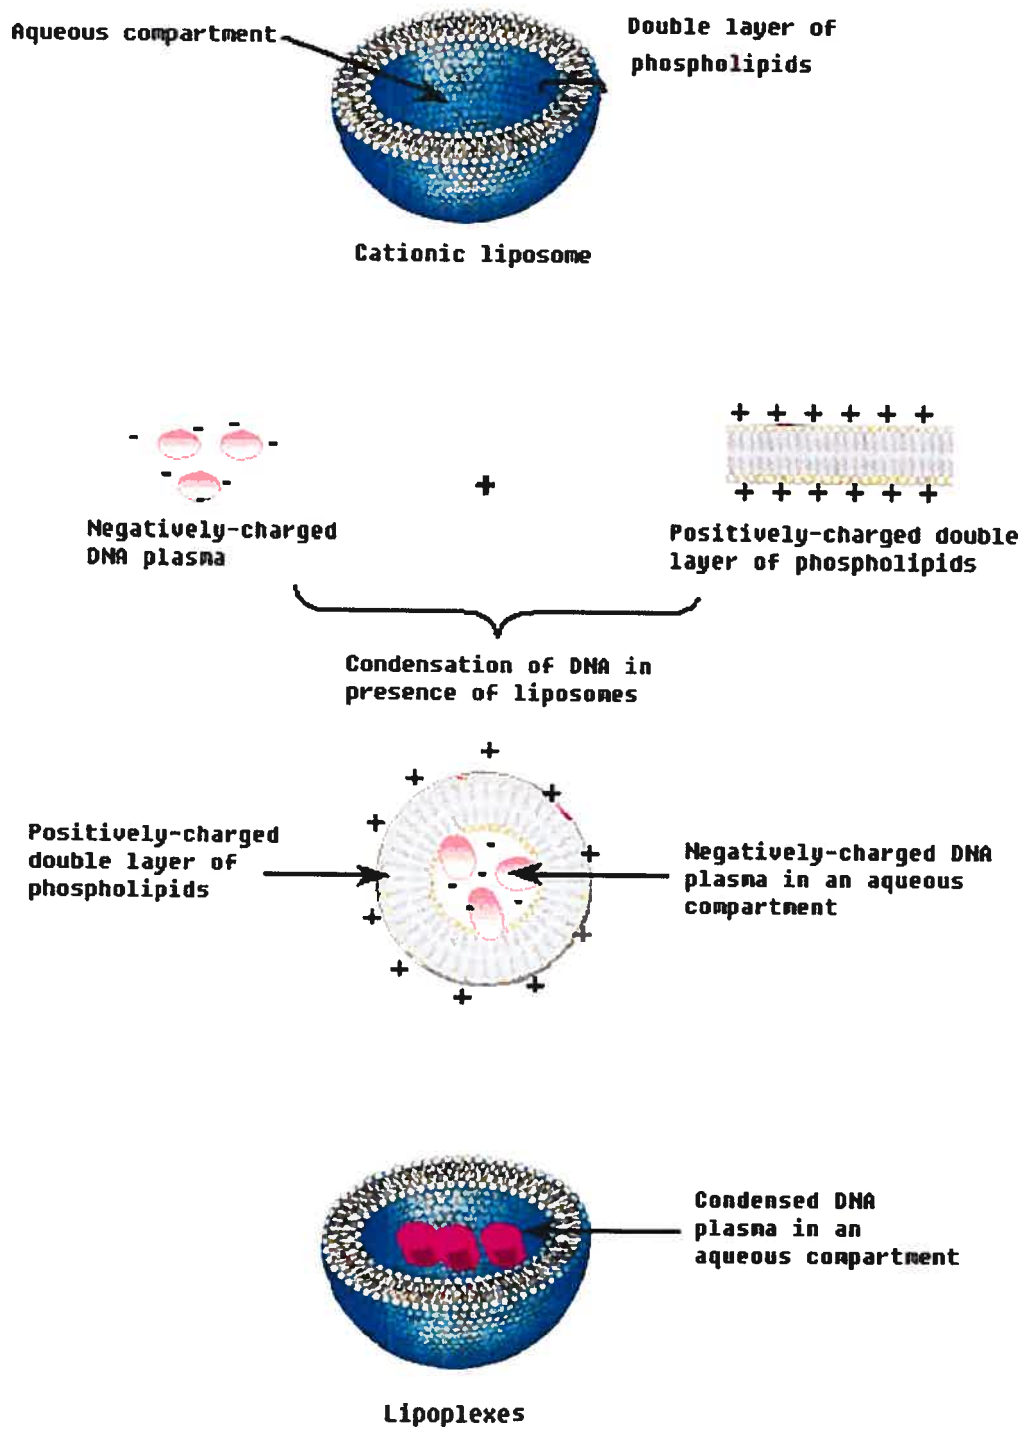 Aqueous compartment
Double layer of
phospholipids
Cationic liposome
+ + + + + +
- - - -
- - -
+
+ + + + + +
Negatively-charged
DNA plasma
Positively-charged double
layer of phospholipids
Condensation of DNA in
presence of liposomes
Positively-charged
double layer of
phospholipids
Negatively-charged DNA
plasma in an aqueous
compartment
Condensed DNA
plasma in an
aqueous compartment
Lipoplexes